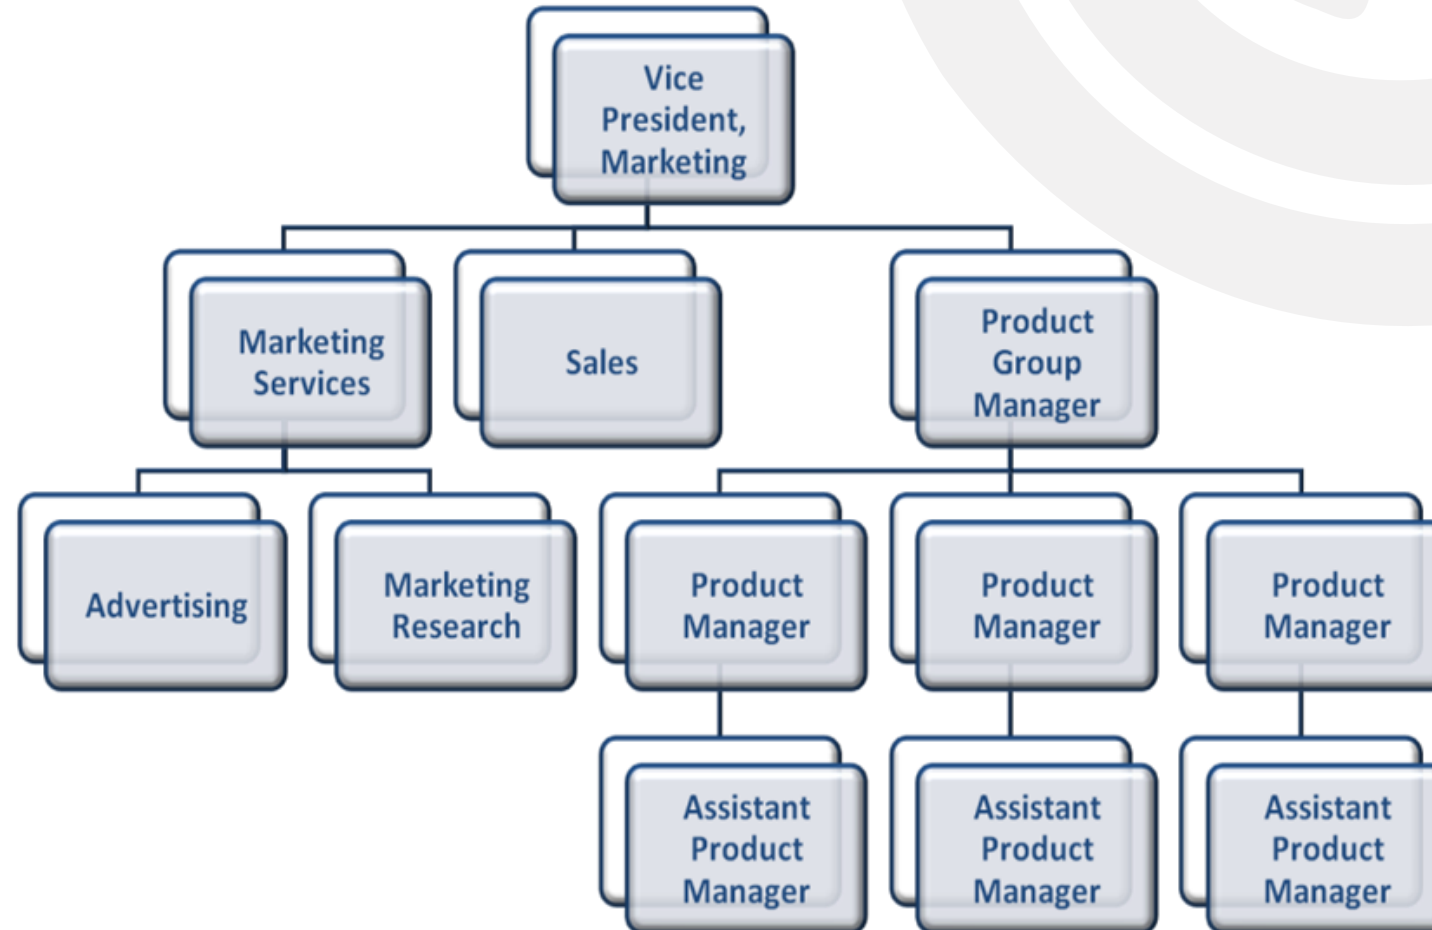 Vice
President,
Marketing
Marketing
Services
Sales
Product
Group
Manager
Advertising
Marketing
Research
Product
Manager
Product
Manager
Product
Manager
Assistant
Product
Manager
Assistant
Product
Manager
Assistant
Product
Manager